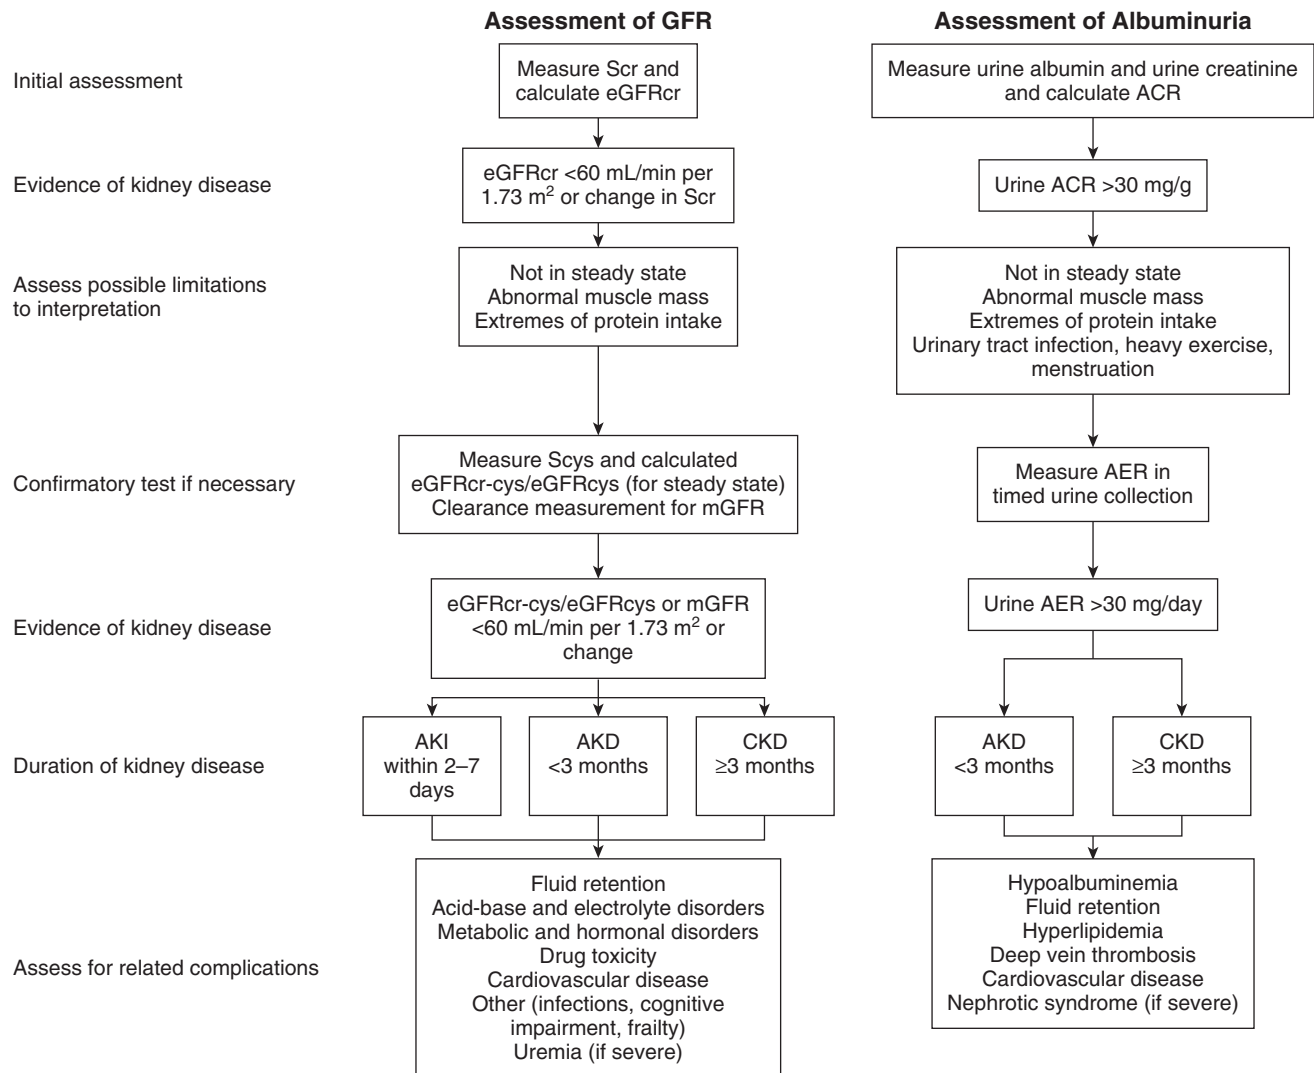 Assessment of GFR
Assessment of Albuminuria
Initial assessment
Measure Scr and
calculate eGFRcr
Measure urine albumin and urine creatinine
and calculate ACR
Evidence of kidney disease
eGFRcr <60 mL/min per
1.73 m² or change in Scr
Urine ACR >30 mg/g
Assess possible limitations
to interpretation
Not in steady state
Abnormal muscle mass
Extremes of protein intake
Not in steady state
Abnormal muscle mass
Extremes of protein intake
Urinary tract infection, heavy exercise,
menstruation
Confirmatory test if necessary
Measure Scys and calculated
eGFRcr-cys/eGFRcys (for steady state)
Clearance measurement for mGFR
Measure AER in
timed urine collection
Evidence of kidney disease
eGFRcr-cys/eGFRcys or mGFR
<60 mL/min per 1.73 m² or
change
Urine AER >30 mg/day
Duration of kidney disease
AKI
within 2–7
days
AKD
<3 months
CKD
≥3 months
AKD
<3 months
CKD
≥3 months
Assess for related complications
Fluid retention
Acid-base and electrolyte disorders
Metabolic and hormonal disorders
Drug toxicity
Cardiovascular disease
Other (infections, cognitive
impairment, frailty)
Uremia (if severe)
Hypoalbuminemia
Fluid retention
Hyperlipidemia
Deep vein thrombosis
Cardiovascular disease
Nephrotic syndrome (if severe)